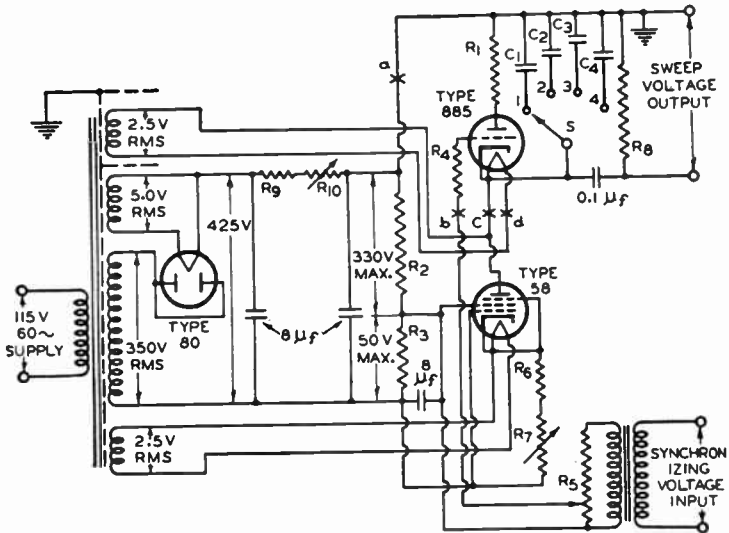 a
R1
C1
C2
C3
C4
1
2
3
4
S
R8
SWEEP
VOLTAGE
OUTPUT
TYPE
885
R4
0.1 μf
b
c
d
2.5V
RMS
5.0V
RMS
R9
R10
425V
330V
MAX.
R2
TYPE
58
TYPE
80
115V
60~
SUPPLY
350V
RMS
8 μf
50V
MAX.
R3
8
μf
R6
R7
2.5V
RMS
R5
SYNCHRON
IZING
VOLTAGE
INPUT